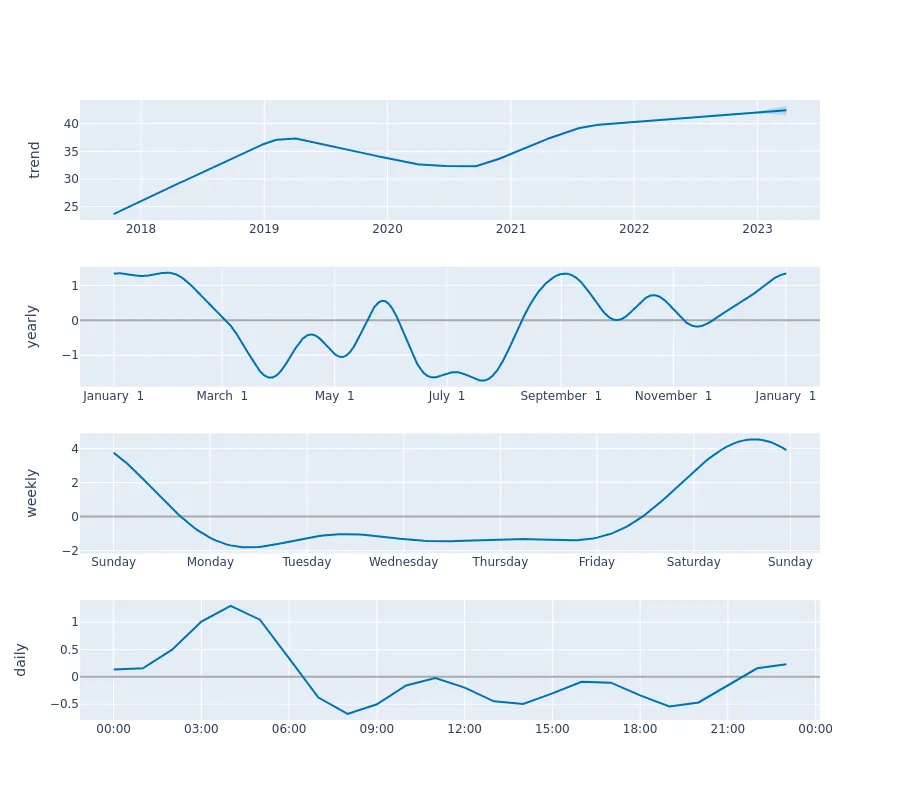 trend
40
35
30
25
2018 2019 2020 2021 2022 2023
yearly
1
0
−1
January 1 March 1 May 1 July 1 September 1 November 1 January 1
weekly
4
2
0
−2
Sunday Monday Tuesday Wednesday Thursday Friday Saturday Sunday
daily
1
0.5
0
−0.5
00:00 03:00 06:00 09:00 12:00 15:00 18:00 21:00 00:00